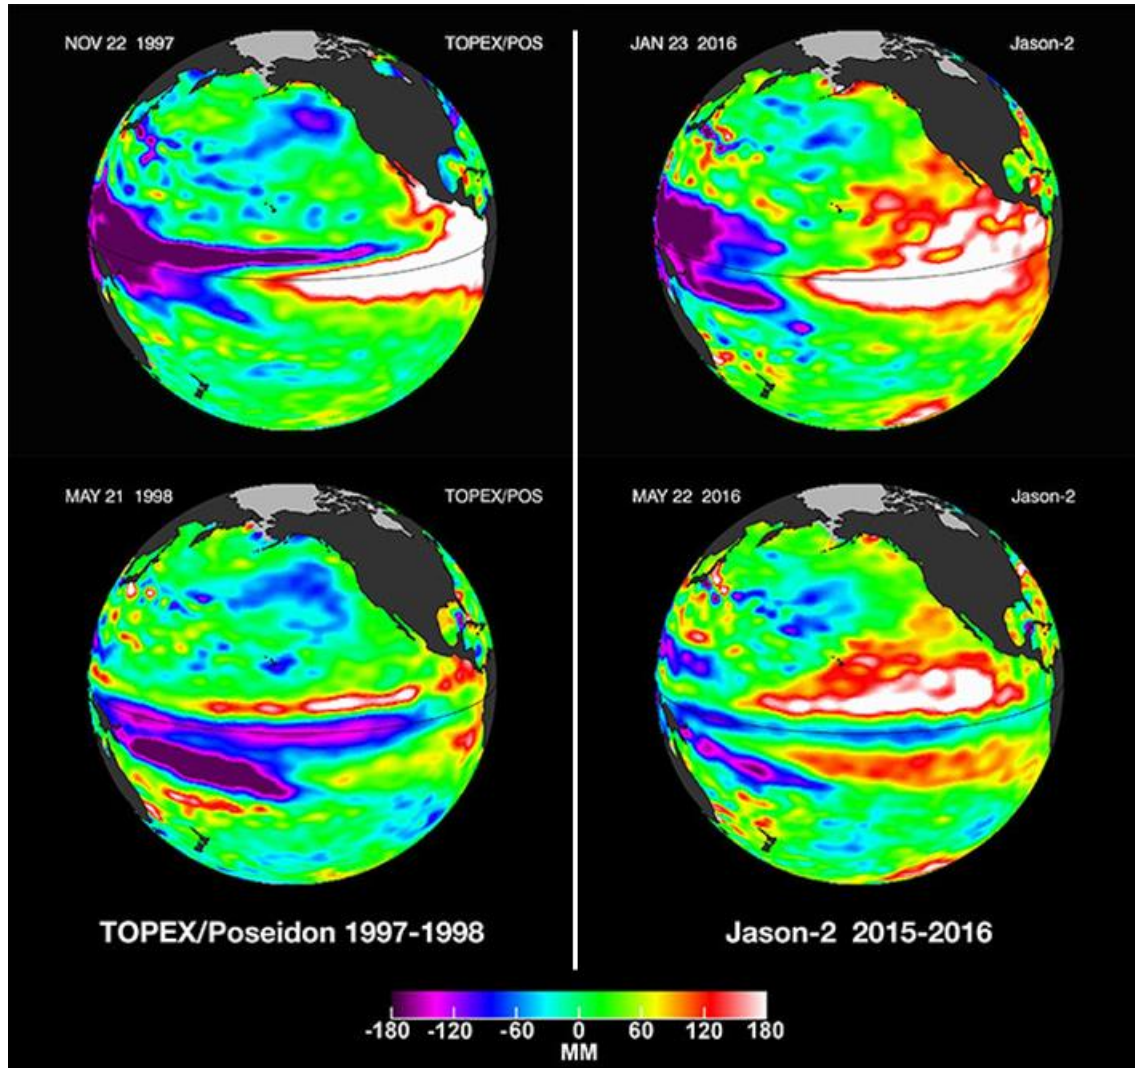 NOV 22 1997 TOPEX/POS
JAN 23 2016 Jason-2
MAY 21 1998 TOPEX/POS
MAY 22 2016 Jason-2
TOPEX/Poseidon 1997-1998
Jason-2 2015-2016
-180 -120 -60 0 60 120 180
MM